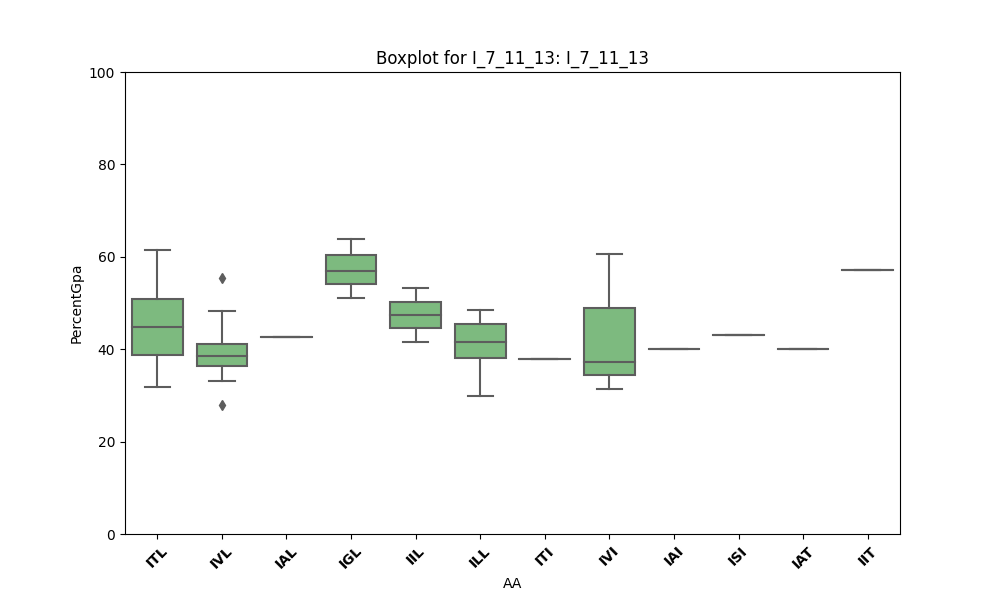 Boxplot for I_7_11_13: I_7_11_13
100
80
60
40
20
0
PercentGpa
ITL IVL IAL IGL IIL ILL ITI IVI IAI ISI IAT IIT
AA